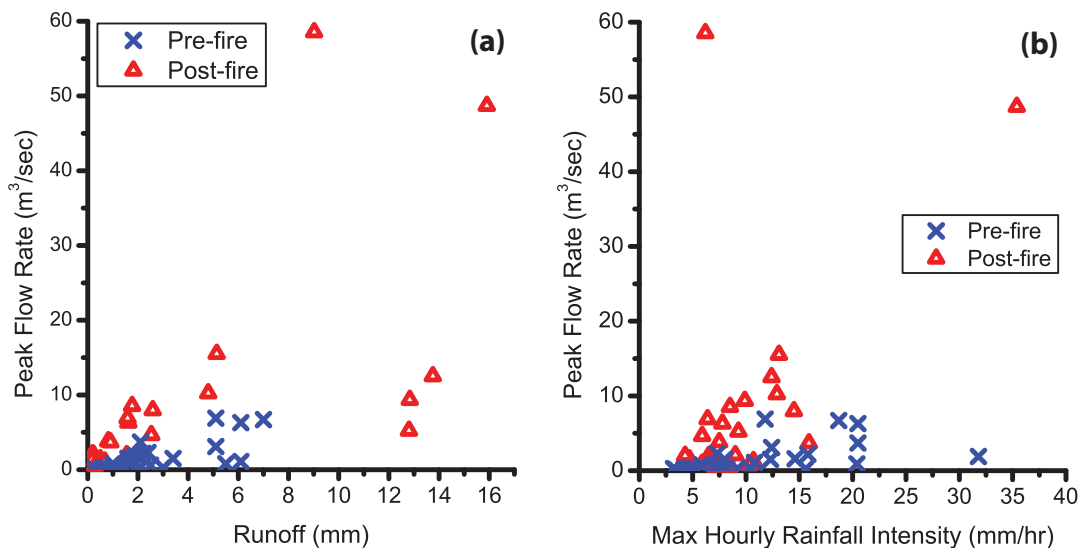 (a)
Pre-fire
Post-fire
Peak Flow Rate (m³/sec)
60
50
40
30
20
10
0
0 2 4 6 8 10 12 14 16
Runoff (mm)
(b)
Pre-fire
Post-fire
Peak Flow Rate (m³/sec)
60
50
40
30
20
10
0
0 5 10 15 20 25 30 35 40
Max Hourly Rainfall Intensity (mm/hr)